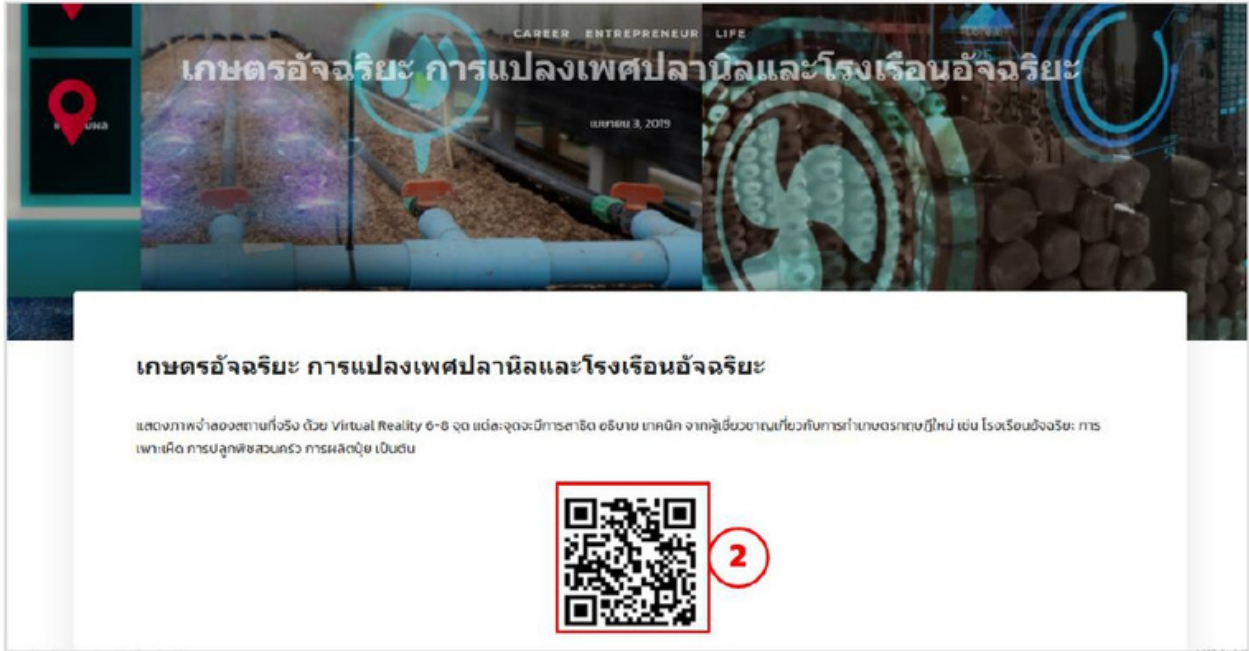 CAREER ENTREPRENEUR LIFE
เกษตรอัจฉริยะ การแปลงเพศปลานิลและโรงเรือนอัจฉริยะ
เมษายน 3, 2019
เกษตรอัจฉริยะ การแปลงเพศปลานิลและโรงเรือนอัจฉริยะ
แสดงภาพจำลองสถานที่จริง ด้วย Virtual Reality 6-8 จุด แต่ละจุดจะมีการสาธิต อธิบาย เทคนิค จากผู้เชี่ยวชาญเกี่ยวกับการทำเกษตรทฤษฎีใหม่ เช่น โรงเรือนอัจฉริยะ การ
เพาะเห็ด การปลูกพืชสวนครัว การผลิตปุ๋ย เป็นต้น
2